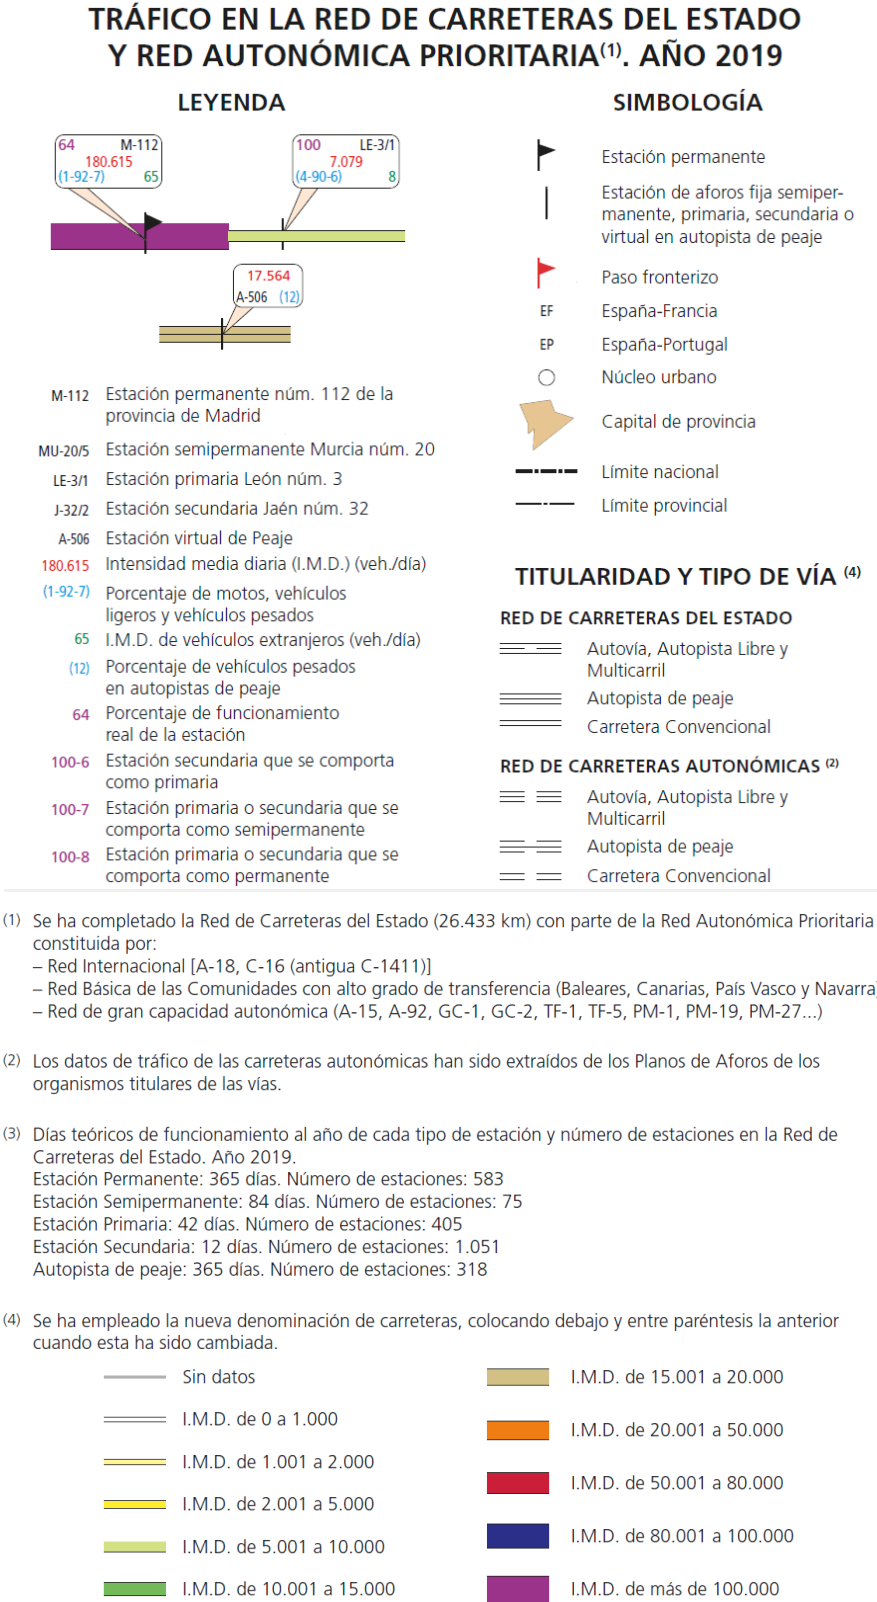 TRÁFICO EN LA RED DE CARRETERAS DEL ESTADO
Y RED AUTONÓMICA PRIORITARIA(1). AÑO 2019
LEYENDA
64 M-112
180.615
(1-92-7) 65
100 LE-3/1
7.079
(4-90-6) 8
17.564
A-506 (12)
M-112 Estación permanente núm. 112 de la
provincia de Madrid
MU-20/5 Estación semipermanente Murcia núm. 20
LE-3/1 Estación primaria León núm. 3
J-32/2 Estación secundaria Jaén núm. 32
A-506 Estación virtual de Peaje
180.615 Intensidad media diaria (I.M.D.) (veh./día)
(1-92-7) Porcentaje de motos, vehículos
ligeros y vehículos pesados
65 I.M.D. de vehículos extranjeros (veh./día)
(12) Porcentaje de vehículos pesados
en autopistas de peaje
64 Porcentaje de funcionamiento
real de la estación
100-6 Estación secundaria que se comporta
como primaria
100-7 Estación primaria o secundaria que se
comporta como semipermanente
100-8 Estación primaria o secundaria que se
comporta como permanente
SIMBOLOGÍA
Estación permanente
Estación de aforos fija semiper-
manente, primaria, secundaria o
virtual en autopista de peaje
Paso fronterizo
EF España-Francia
EP España-Portugal
Núcleo urbano
Capital de provincia
Límite nacional
Límite provincial
TITULARIDAD Y TIPO DE VÍA (4)
RED DE CARRETERAS DEL ESTADO
Autovía, Autopista Libre y
Multicarril
Autopista de peaje
Carretera Convencional
RED DE CARRETERAS AUTONÓMICAS (2)
Autovía, Autopista Libre y
Multicarril
Autopista de peaje
Carretera Convencional
(1) Se ha completado la Red de Carreteras del Estado (26.433 km) con parte de la Red Autonómica Prioritaria
constituida por:
– Red Internacional [A-18, C-16 (antigua C-1411)]
– Red Básica de las Comunidades con alto grado de transferencia (Baleares, Canarias, País Vasco y Navarra)
– Red de gran capacidad autonómica (A-15, A-92, GC-1, GC-2, TF-1, TF-5, PM-1, PM-19, PM-27...)
(2) Los datos de tráfico de las carreteras autonómicas han sido extraídos de los Planos de Aforos de los
organismos titulares de las vías.
(3) Días teóricos de funcionamiento al año de cada tipo de estación y número de estaciones en la Red de
Carreteras del Estado. Año 2019.
Estación Permanente: 365 días. Número de estaciones: 583
Estación Semipermanente: 84 días. Número de estaciones: 75
Estación Primaria: 42 días. Número de estaciones: 405
Estación Secundaria: 12 días. Número de estaciones: 1.051
Autopista de peaje: 365 días. Número de estaciones: 318
(4) Se ha empleado la nueva denominación de carreteras, colocando debajo y entre paréntesis la anterior
cuando esta ha sido cambiada.
Sin datos
I.M.D. de 0 a 1.000
I.M.D. de 1.001 a 2.000
I.M.D. de 2.001 a 5.000
I.M.D. de 5.001 a 10.000
I.M.D. de 10.001 a 15.000
I.M.D. de 15.001 a 20.000
I.M.D. de 20.001 a 50.000
I.M.D. de 50.001 a 80.000
I.M.D. de 80.001 a 100.000
I.M.D. de más de 100.000